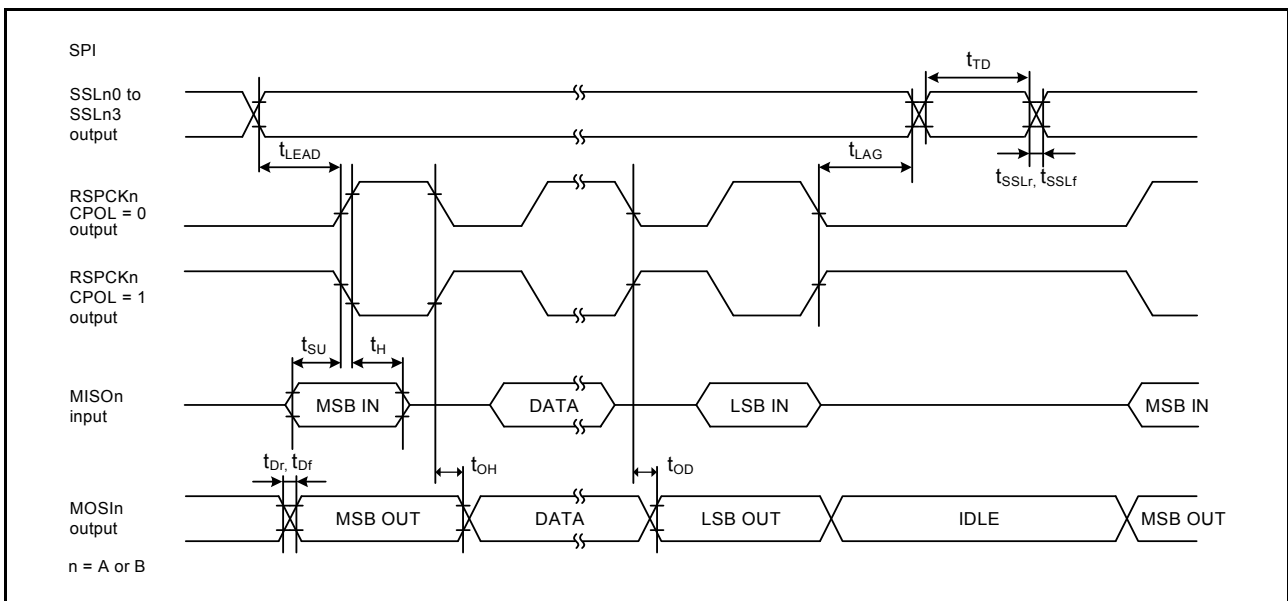 SPI
tTD
SSLn0 to
SSLn3
output
tLEAD
tLAG
tSSLr, tSSLf
RSPCKn
CPOL = 0
output
RSPCKn
CPOL = 1
output
tSU
tH
MISOn
input
MSB IN
DATA
LSB IN
MSB IN
tDr, tDf
tOH
tOD
MOSIn
output
MSB OUT
DATA
LSB OUT
IDLE
MSB OUT
n = A or B